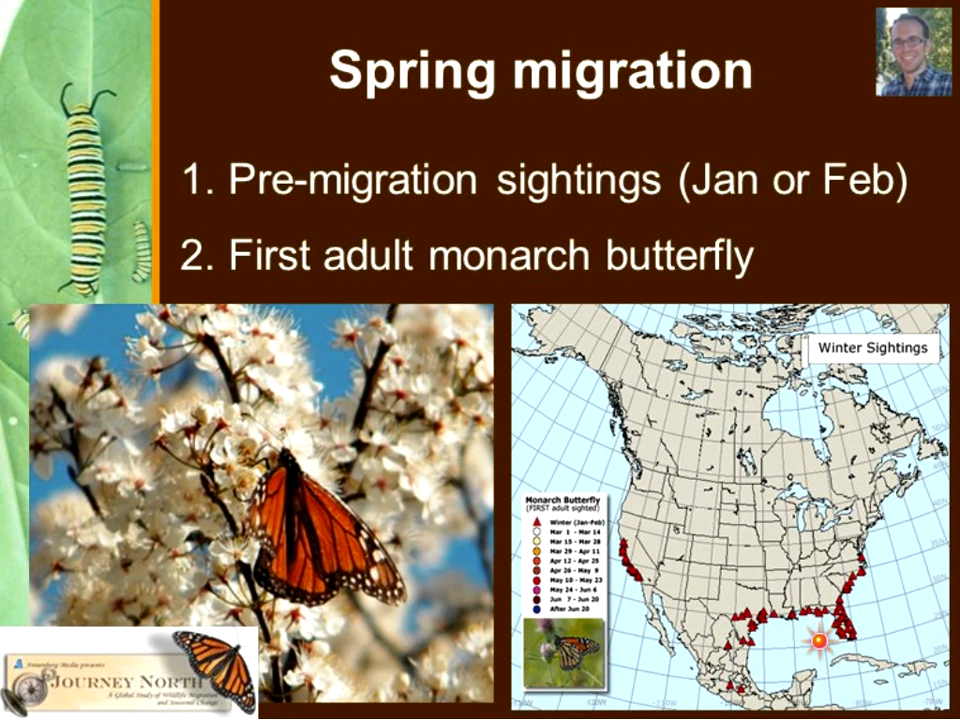 Spring migration
1. Pre-migration sightings (Jan or Feb)
2. First adult monarch butterfly
Winter Sightings
Monarch Butterfly
(FIRST adult sighted)
Winter (Jan-Feb)
Mar 1 - Mar 14
Mar 15 - Mar 28
Mar 29 - Apr 11
Apr 12 - Apr 25
Apr 26 - May 9
May 10 - May 23
May 24 - Jun 6
Jun 7 - Jun 20
After Jun 20
Annenberg Media presents
JOURNEY NORTH
A Global Study of Wildlife Migration
and Seasonal Change